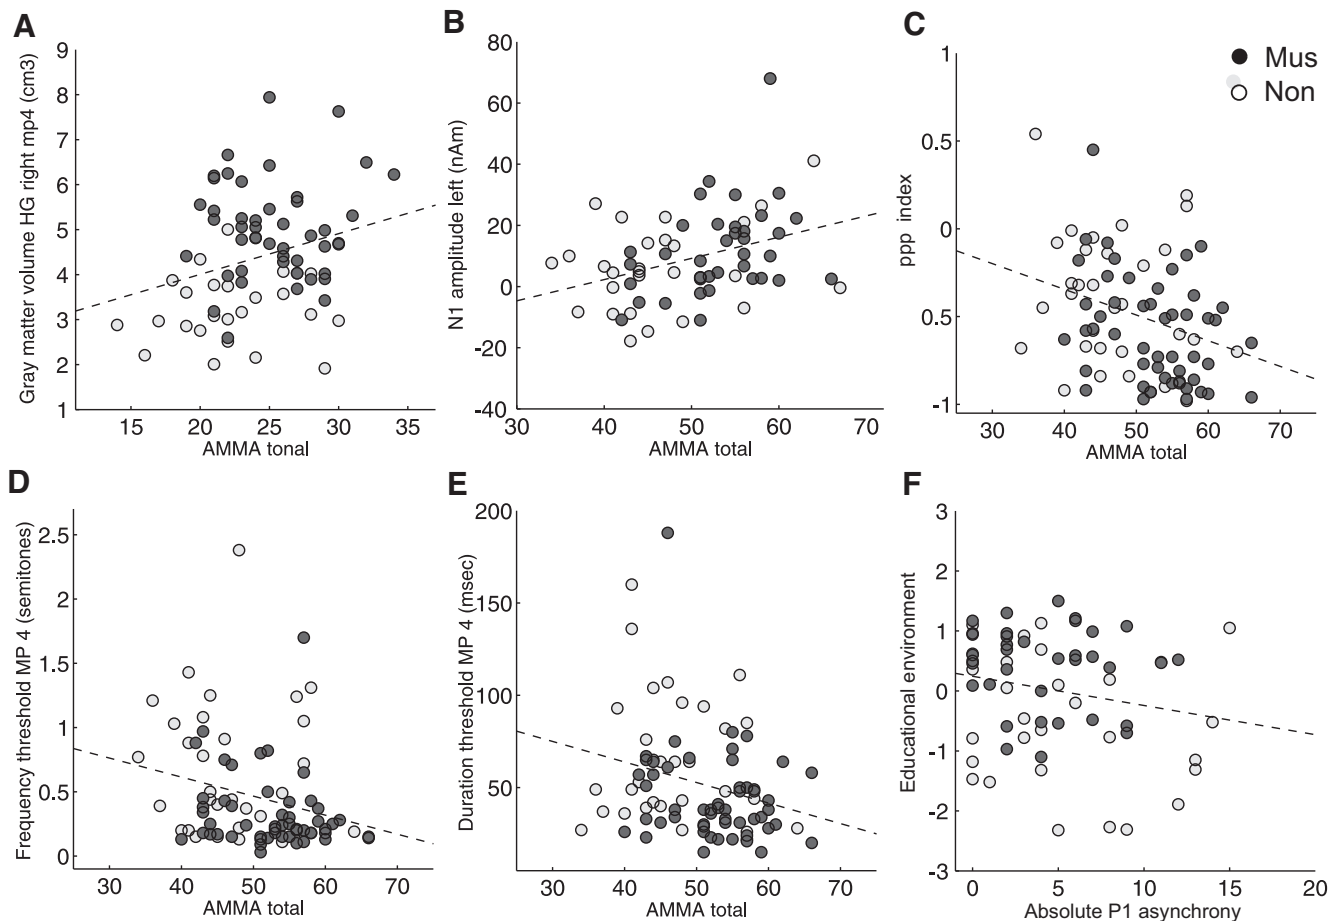 A
Gray matter volume HG right mp4 (cm3)
9
8
7
6
5
4
3
2
1
15 20 25 30 35
AMMA tonal
B
N1 amplitude left (nAm)
80
60
40
20
0
-20
-40
30 40 50 60 70
AMMA total
C
ppp index
1
0.5
0
0.5
-1
30 40 50 60 70
AMMA total
Mus
Non
D
Frequency threshold MP 4 (semitones)
2.5
2
1.5
1
0.5
0
30 40 50 60 70
AMMA total
E
Duration threshold MP 4 (msec)
200
150
100
50
30 40 50 60 70
AMMA total
F
Educational environment
3
2
1
0
-1
-2
-3
0 5 10 15 20
Absolute P1 asynchrony